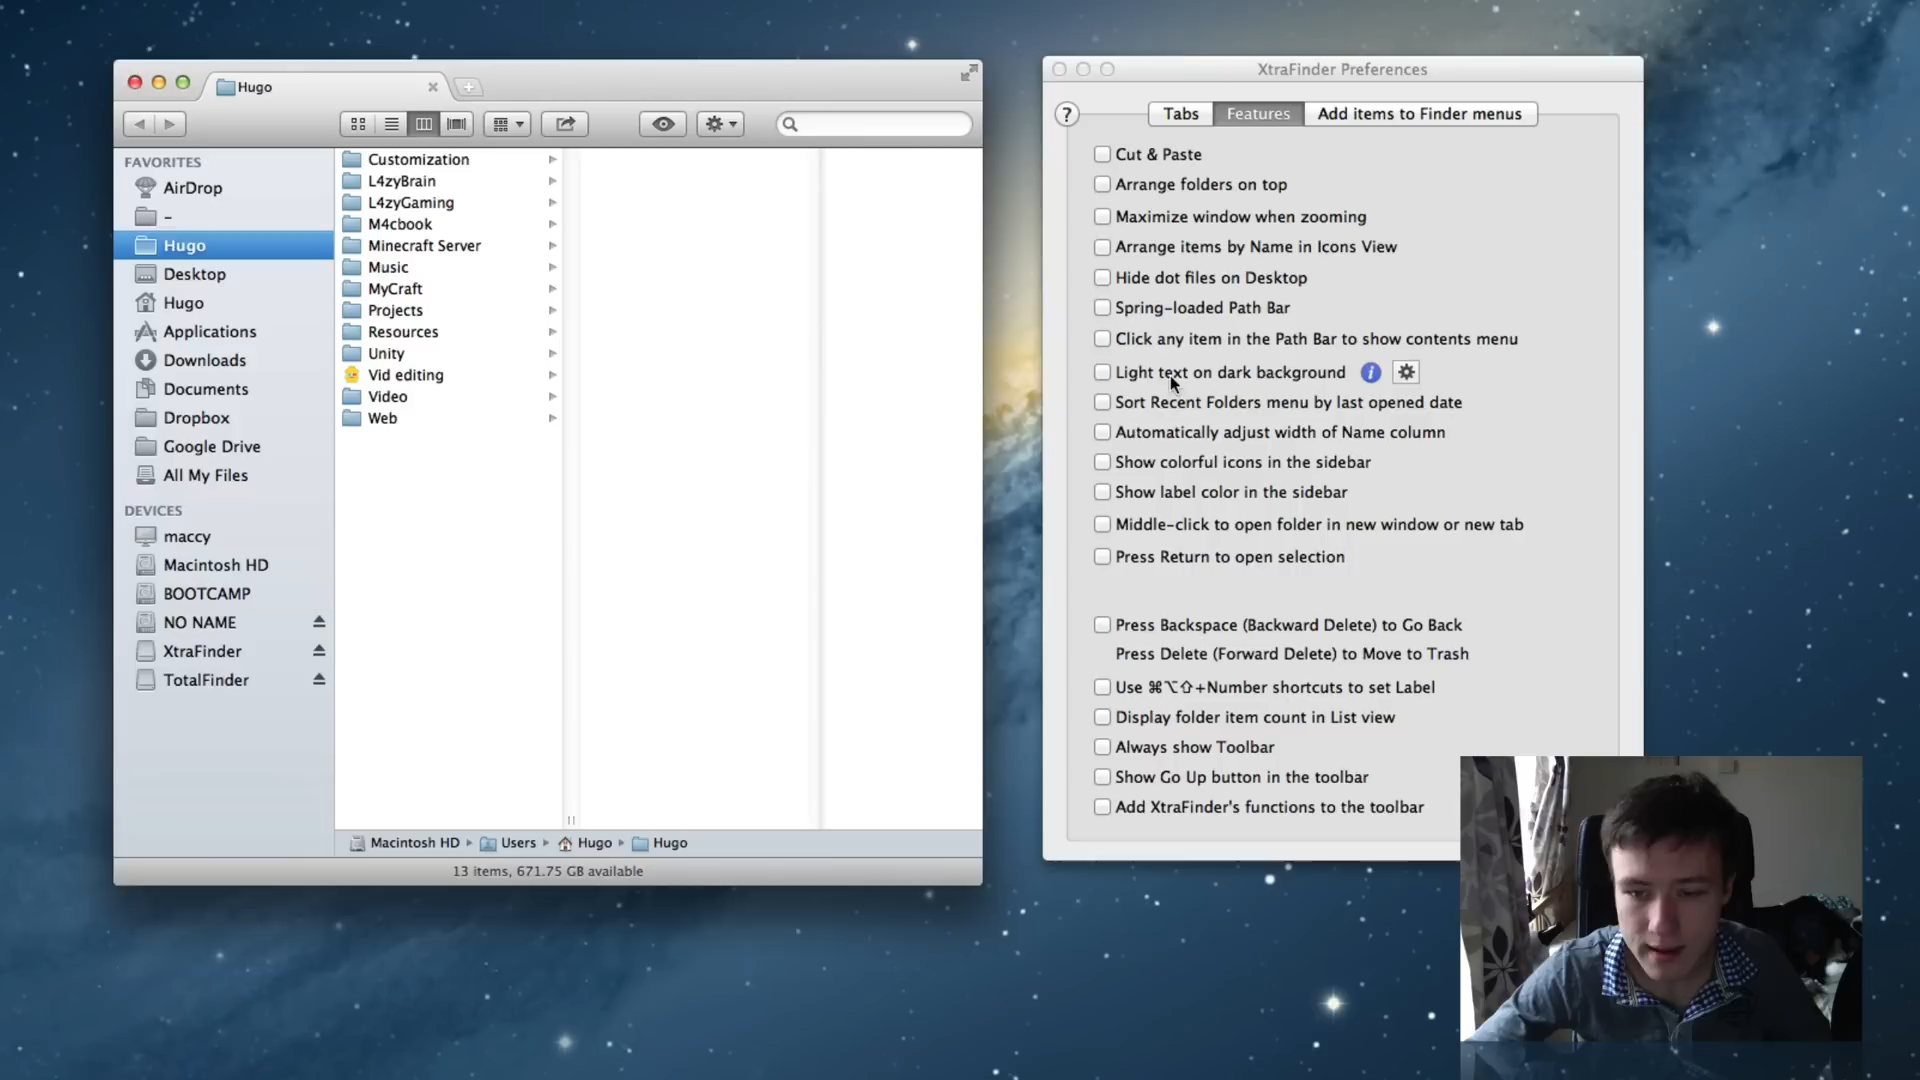 Hugo
FAVORITES
AirDrop
–
Hugo
Desktop
Hugo
Applications
Downloads
Documents
Dropbox
Google Drive
All My Files
DEVICES
maccy
Macintosh HD
BOOTCAMP
NO NAME
XtraFinder
TotalFinder
Customization
L4zyBrain
L4zyGaming
M4cbook
Minecraft Server
Music
MyCraft
Projects
Resources
Unity
Vid editing
Video
Web
Macintosh HD ▸ Users ▸ Hugo ▸ Hugo
13 items, 671.75 GB available
XtraFinder Preferences
? Tabs Features Add items to Finder menus
Cut & Paste
Arrange folders on top
Maximize window when zooming
Arrange items by Name in Icons View
Hide dot files on Desktop
Spring-loaded Path Bar
Click any item in the Path Bar to show contents menu
Light text on dark background i
Sort Recent Folders menu by last opened date
Automatically adjust width of Name column
Show colorful icons in the sidebar
Show label color in the sidebar
Middle-click to open folder in new window or new tab
Press Return to open selection
Press Backspace (Backward Delete) to Go Back
Press Delete (Forward Delete) to Move to Trash
Use ⌘⌥⇧+Number shortcuts to set Label
Display folder item count in List view
Always show Toolbar
Show Go Up button in the toolbar
Add XtraFinder's functions to the toolbar